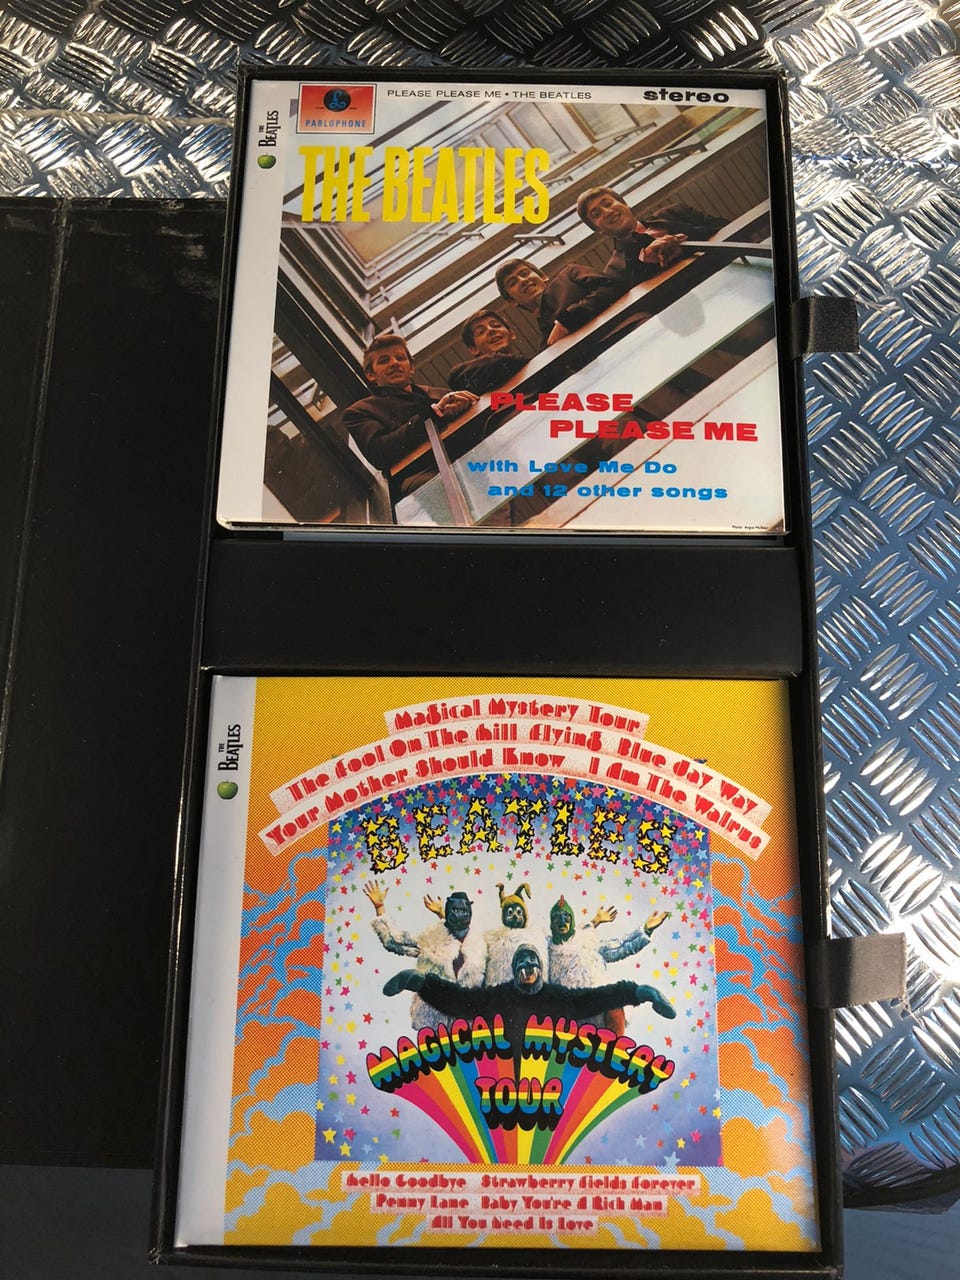 PLEASE PLEASE ME • THE BEATLES
stereo
PARLOPHONE
THE BEATLES
THE BEATLES
PLEASE
PLEASE ME
with Love Me Do
and 12 other songs
THE BEATLES
Magical Mystery Tour
The Fool On The Hill Flying Blue Jay Way
Your Mother Should Know I Am The Walrus
BEATLES
MAGICAL MYSTERY
TOUR
Hello Goodbye Strawberry Fields Forever
Penny Lane Baby You're A Rich Man
All You Need Is Love